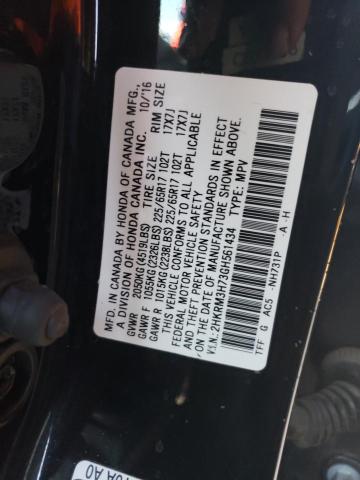 MFD. IN CANADA BY HONDA OF CANADA MFG.,
A DIVISION OF HONDA CANADA INC. 10/'16
GVWR 2050KG(4519LBS) TIRE SIZE RIM SIZE
GAWR F 1055KG(2326LBS) 225/65R17 102T 17X7J
GAWR R 1015KG(2238LBS) 225/65R17 102T 17X7J
THIS VEHICLE CONFORMS TO ALL APPLICABLE
FEDERAL MOTOR VEHICLE SAFETY
AND THEFT PREVENTION STANDARDS IN EFFECT
ON THE DATE OF MANUFACTURE SHOWN ABOVE.
V.I.N.:2HKRM3H73GH561434 TYPE: MPV
TFF G AC5 -NH731P -A -H